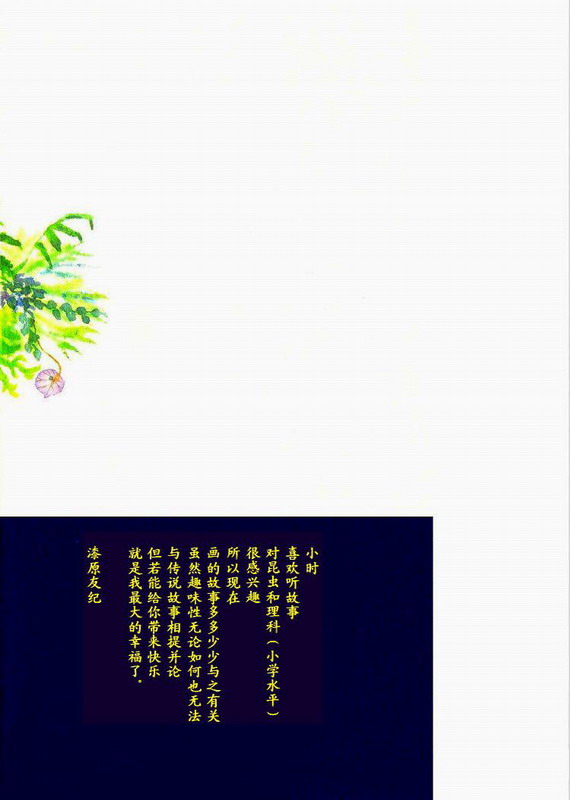 小时
喜欢听故事
对昆虫和理科（小学水平）
很感兴趣
所以现在
画的故事多多少少与之有关
虽然趣味性无论如何也无法
与传说故事相提并论
但若能给你带来快乐
就是我最大的幸福了。
漆原友纪